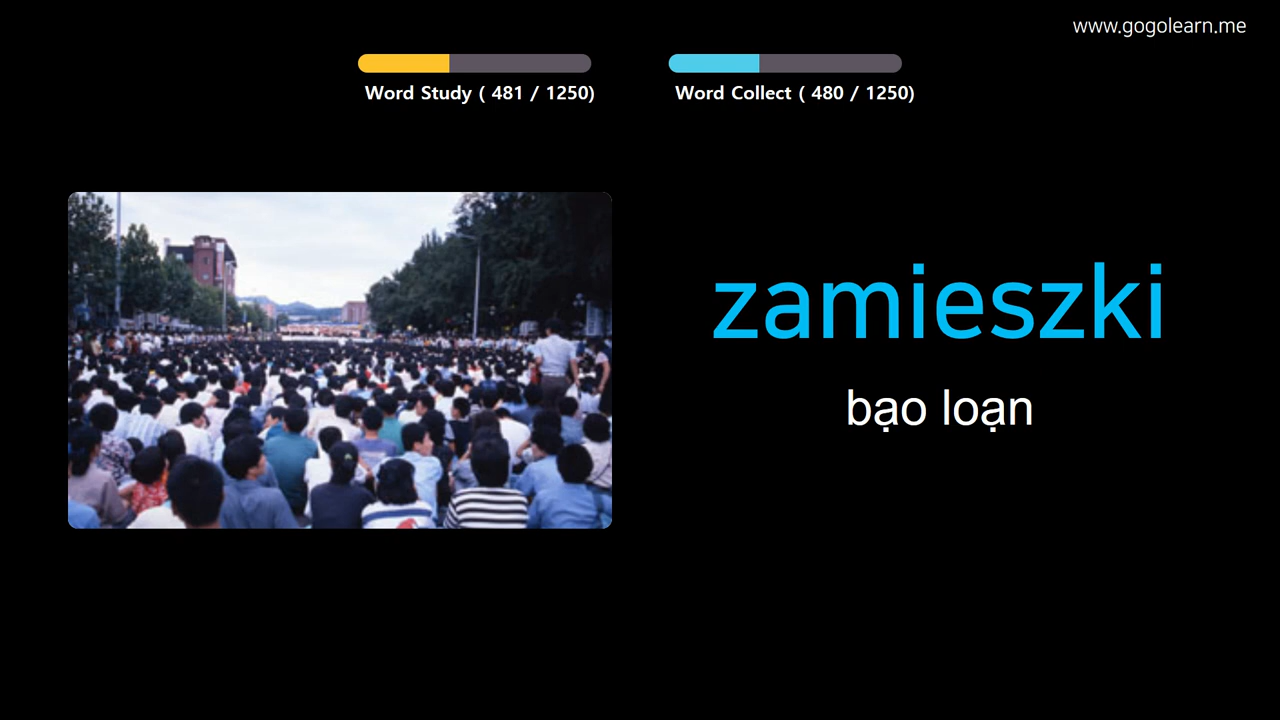 www.gogolearn.me
Word Study ( 481 / 1250)
Word Collect ( 480 / 1250)
zamieszki
bạo loạn